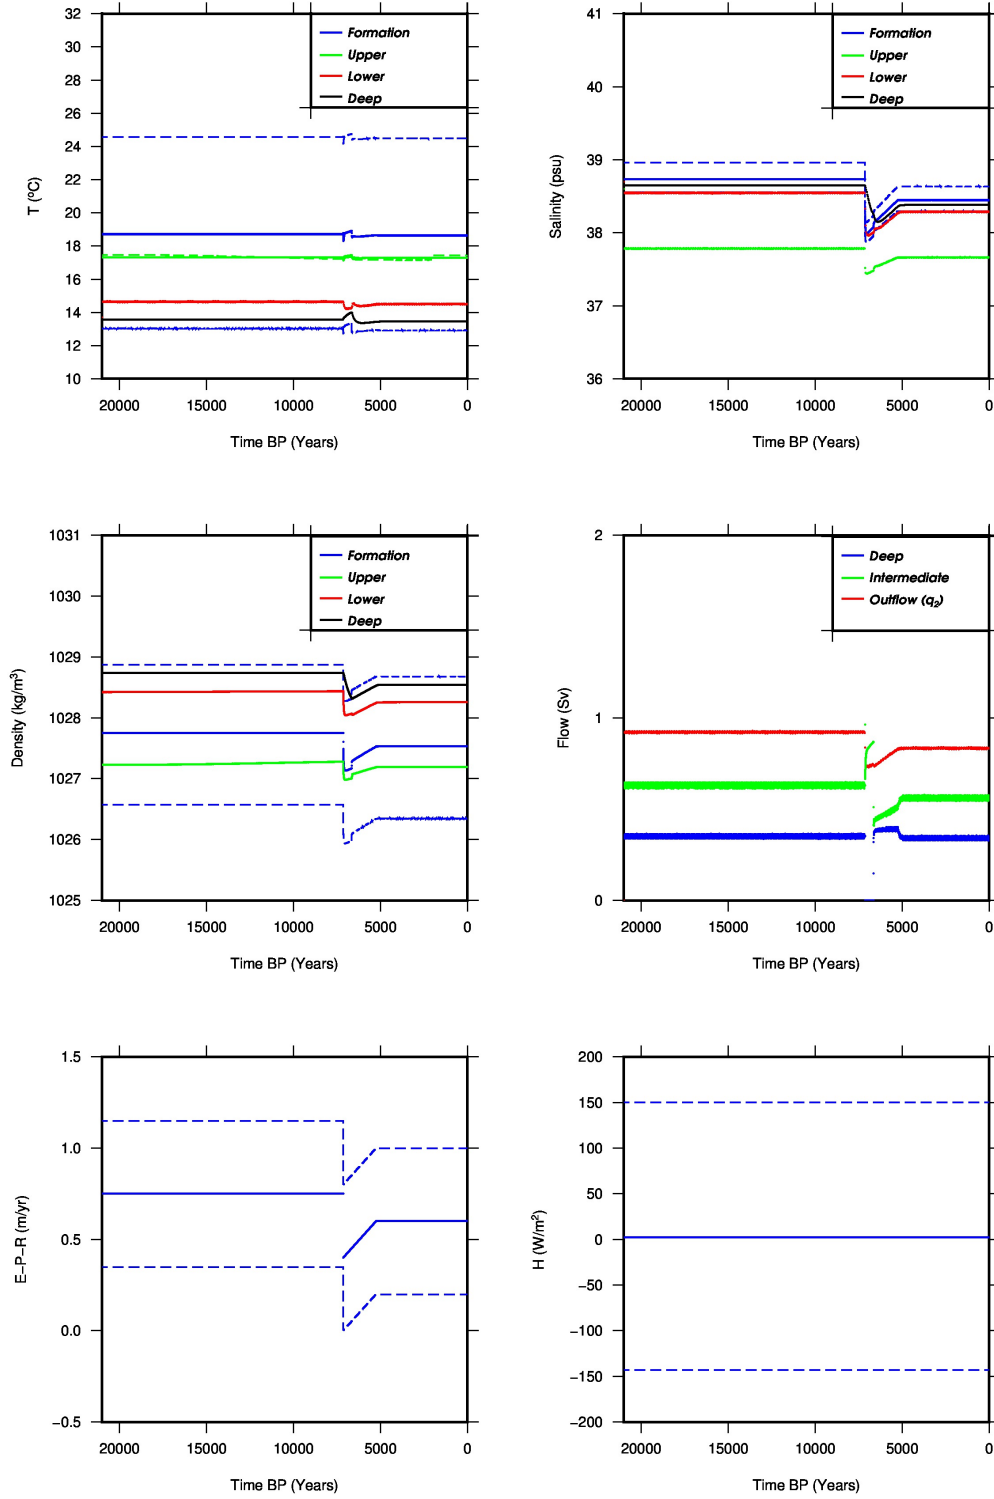 32
30
28
26
24
22
20
18
16
14
12
10
T (ºC)
Formation
Upper
Lower
Deep
20000 15000 10000 5000 0
Time BP (Years)
41
40
39
38
37
36
Salinity (psu)
Formation
Upper
Lower
Deep
20000 15000 10000 5000 0
Time BP (Years)
1031
1030
1029
1028
1027
1026
1025
Density (kg/m³)
Formation
Upper
Lower
Deep
20000 15000 10000 5000 0
Time BP (Years)
2
1
0
Flow (Sv)
Deep
Intermediate
Outflow (q₂)
20000 15000 10000 5000 0
Time BP (Years)
1.5
1.0
0.5
0.0
−0.5
E−P−R (m/yr)
20000 15000 10000 5000 0
Time BP (Years)
200
150
100
50
0
−50
−100
−150
−200
H (W/m²)
20000 15000 10000 5000 0
Time BP (Years)